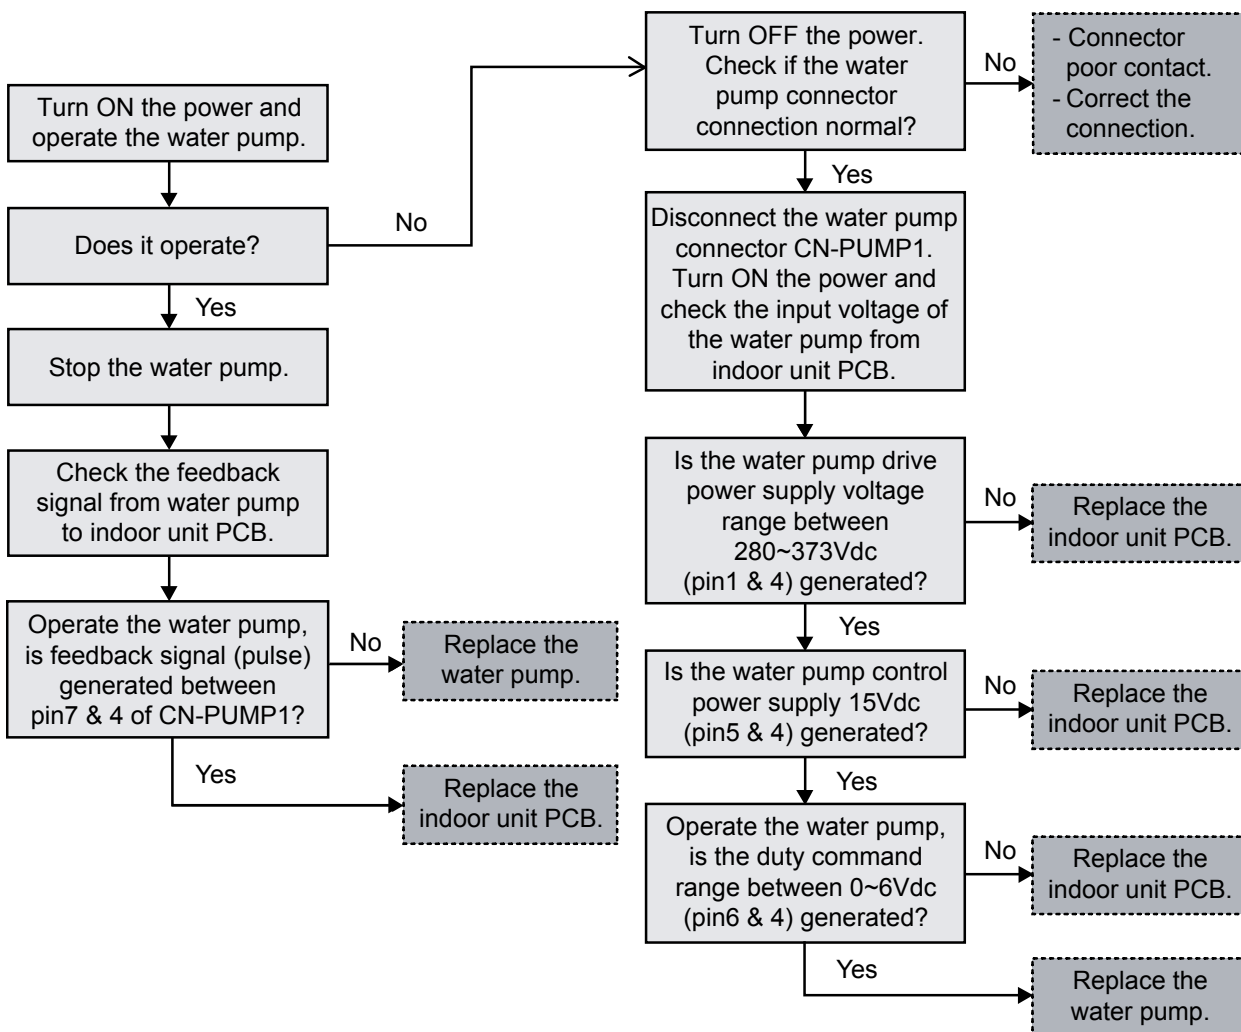 Turn ON the power and
operate the water pump.
Does it operate?
No
Yes
Stop the water pump.
Check the feedback
signal from water pump
to indoor unit PCB.
Operate the water pump,
is feedback signal (pulse)
generated between
pin7 & 4 of CN-PUMP1?
No
Replace the
water pump.
Yes
Replace the
indoor unit PCB.
Turn OFF the power.
Check if the water
pump connector
connection normal?
No
- Connector
poor contact.
- Correct the
connection.
Yes
Disconnect the water pump
connector CN-PUMP1.
Turn ON the power and
check the input voltage of
the water pump from
indoor unit PCB.
Is the water pump drive
power supply voltage
range between
280~373Vdc
(pin1 & 4) generated?
No
Replace the
indoor unit PCB.
Yes
Is the water pump control
power supply 15Vdc
(pin5 & 4) generated?
No
Replace the
indoor unit PCB.
Yes
Operate the water pump,
is the duty command
range between 0~6Vdc
(pin6 & 4) generated?
No
Replace the
indoor unit PCB.
Yes
Replace the
water pump.